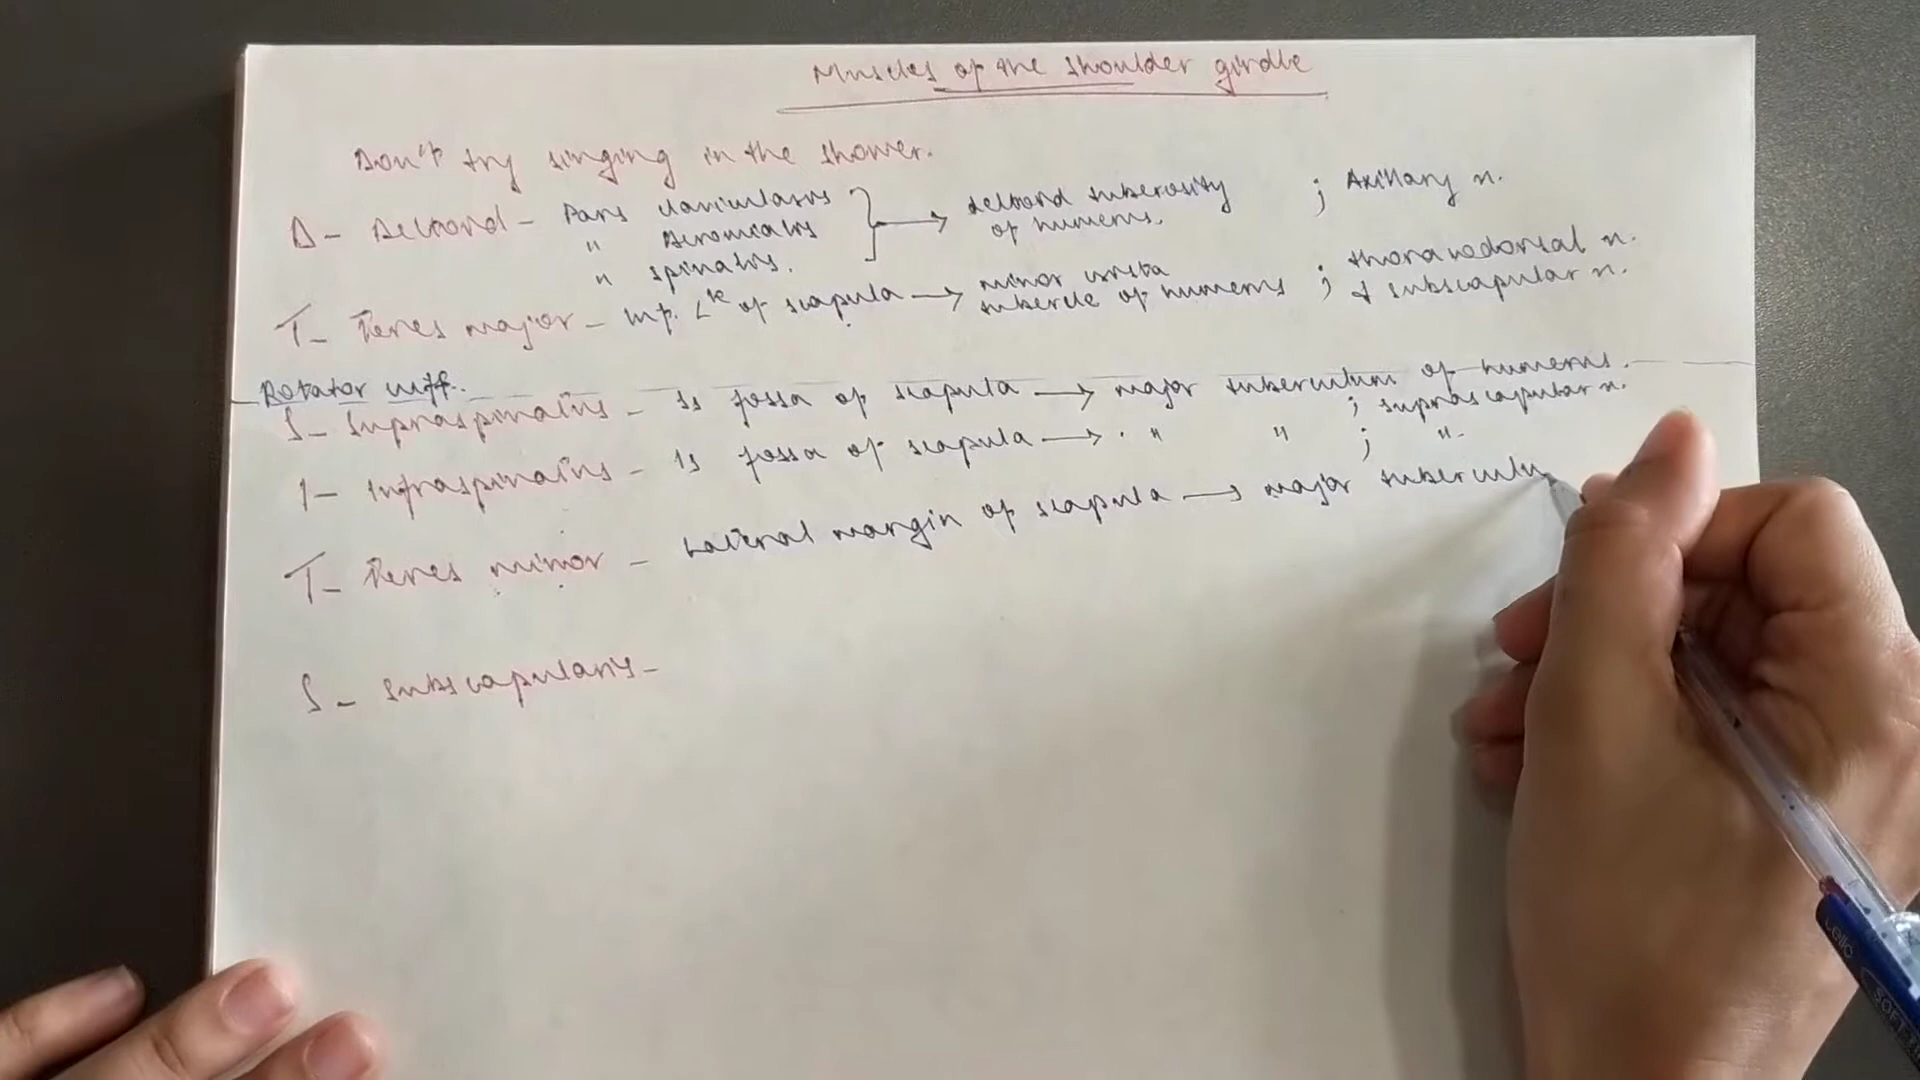 Muscles of the shoulder girdle
Don't try singing in the shower.
D - Deltoid - Pars clavicularis
" Acromialis
" spinalis.
→ deltoid tuberosity
of humerus.
; Axillary n.
T - Teres major - inf. L^le of scapula → minor crista
tubercle of humerus
; thoracodorsal n.
& subscapular n.
Rotator cuff.
S - Supraspinatus - Ss fossa of scapula → major tuberculum of humerus.
; suprascapular n.
I - Infraspinatus - Is fossa of scapula → " " ; "
T - Teres minor - Lateral margin of scapula → major tuberculu
S - subscapularis -
cello
SOFT